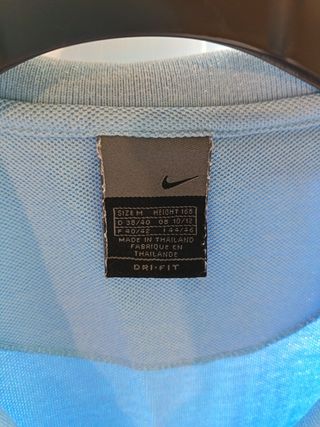 SIZE M HEIGHT 168
D 38/40 GB 10/12
F 40/42 I 44/46
MADE IN THAILAND
FABRIQUE EN
THAILANDE
DRI-FIT